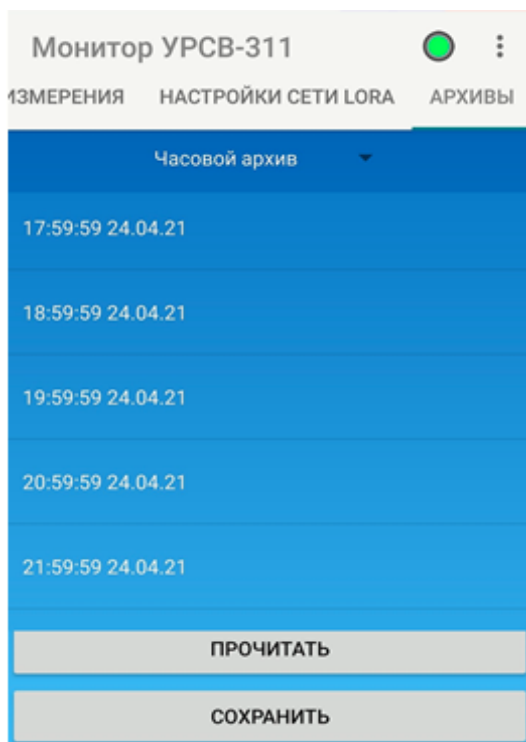 Монитор УРСВ-311
ИЗМЕРЕНИЯ НАСТРОЙКИ СЕТИ LORA АРХИВЫ
Часовой архив
17:59:59 24.04.21
18:59:59 24.04.21
19:59:59 24.04.21
20:59:59 24.04.21
21:59:59 24.04.21
ПРОЧИТАТЬ
СОХРАНИТЬ